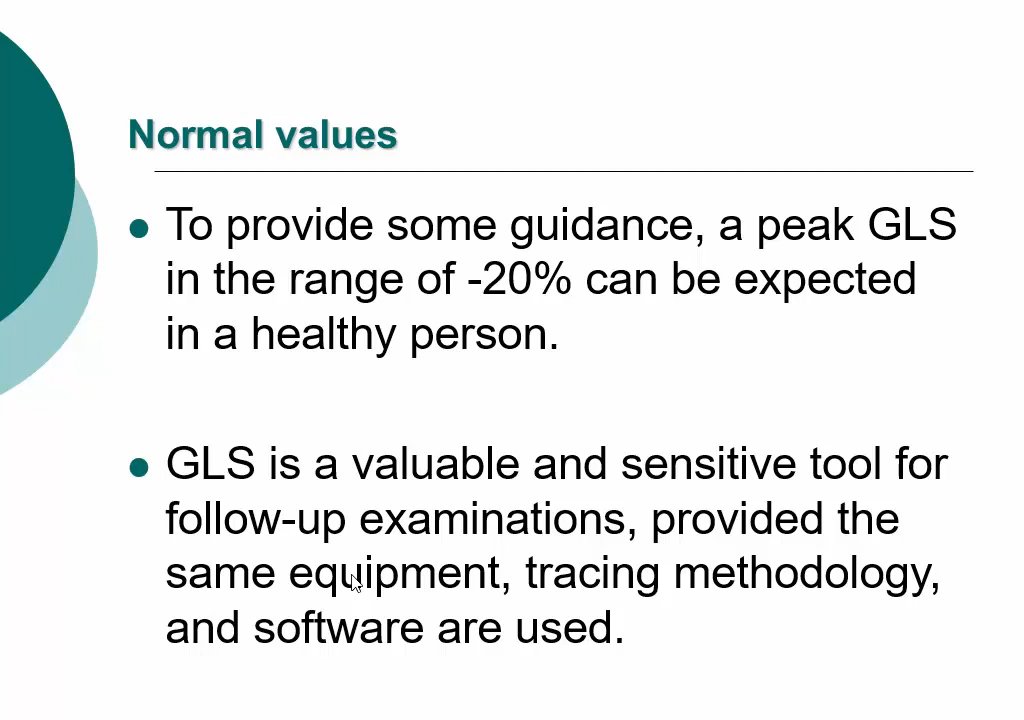 Normal values
To provide some guidance, a peak GLS
in the range of -20% can be expected
in a healthy person.
GLS is a valuable and sensitive tool for
follow-up examinations, provided the
same equipment, tracing methodology,
and software are used.